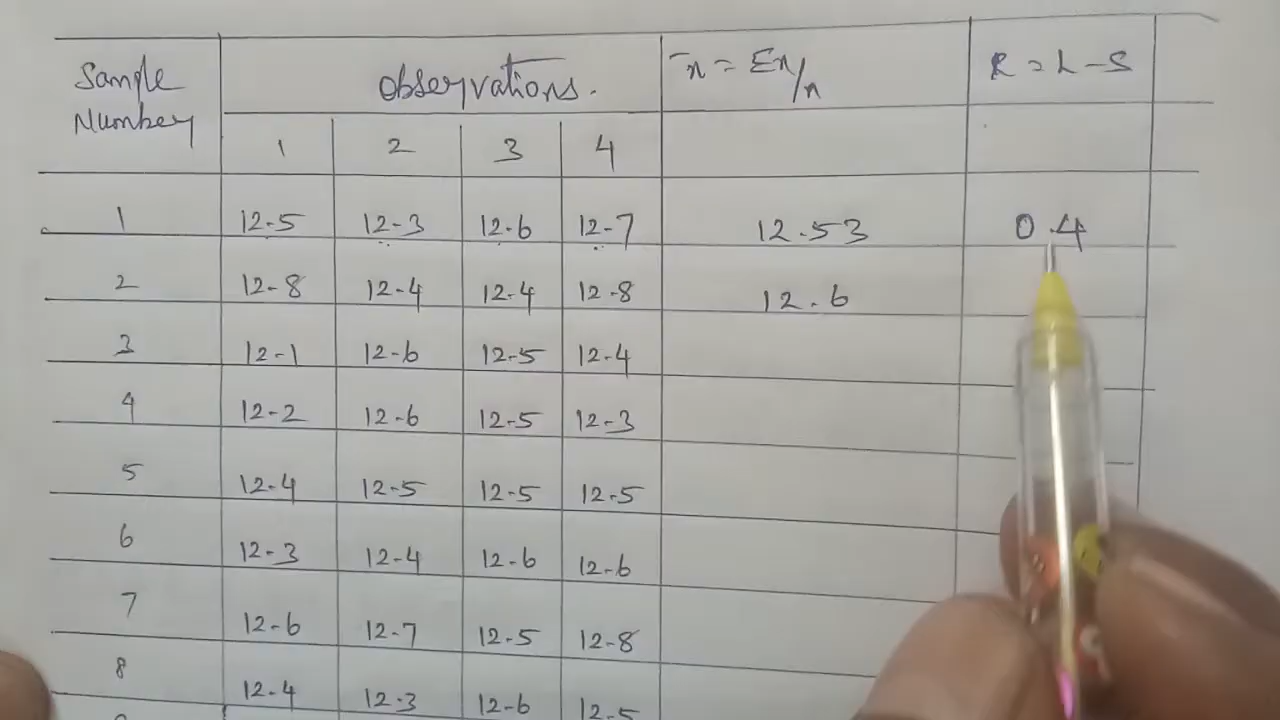 Sample Number Observations. x̄ = Σx/n R = L - S
1 2 3 4
1 12.5 12.3 12.6 12.7 12.53 0.4
2 12.8 12.4 12.4 12.8 12.6
3 12.1 12.6 12.5 12.4
4 12.2 12.6 12.5 12.3
5 12.4 12.5 12.5 12.5
6 12.3 12.4 12.6 12.6
7 12.6 12.7 12.5 12.8
8 12.4 12.3 12.6 12.5